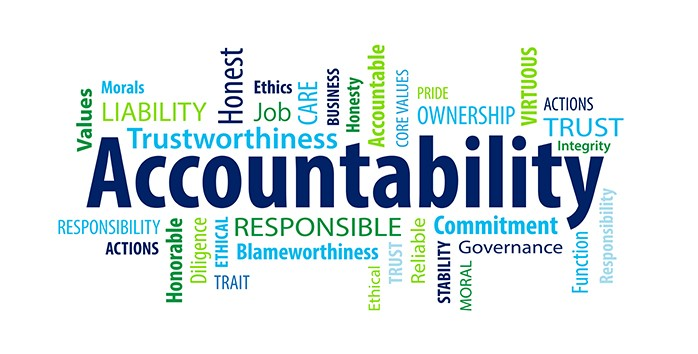 Values
Morals
LIABILITY
Trustworthiness
Honest
Ethics
Job
CARE
BUSINESS
Honesty
Accountable
CORE VALUES
PRIDE
OWNERSHIP
VIRTUOUS
ACTIONS
TRUST
Integrity
Accountability
RESPONSIBILITY
ACTIONS
Honorable
Diligence
ETHICAL
TRAIT
RESPONSIBLE
Blameworthiness
Ethical
TRUST
Reliable
Commitment
STABILITY
MORAL
Governance
Function
Responsibility